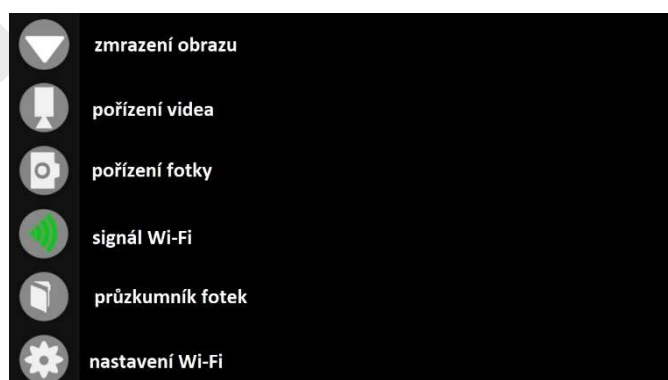 zmrazení obrazu
pořízení videa
pořízení fotky
signál Wi-Fi
průzkumník fotek
nastavení Wi-Fi